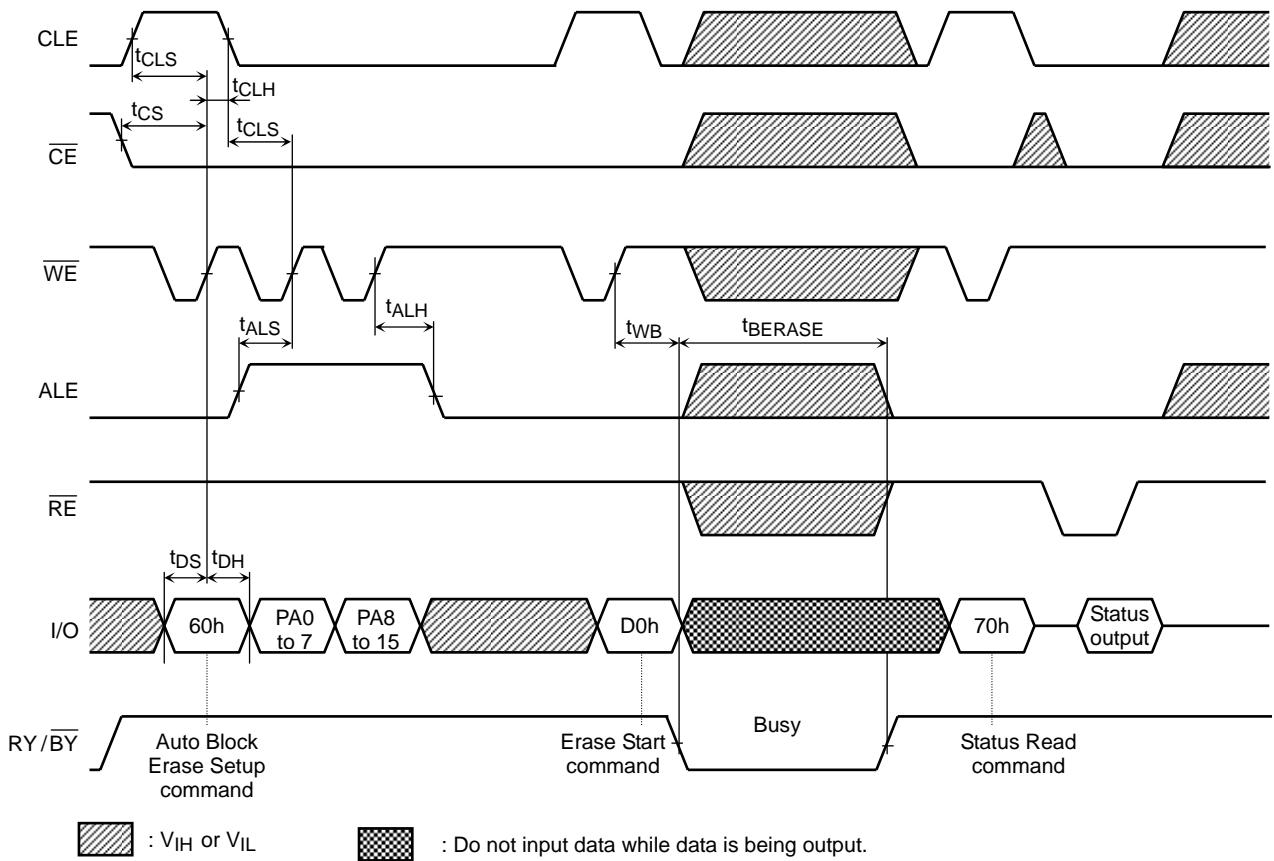 CLE
tCLS
tCLH
tCS
tCLS
CE
WE
tALS
tALH
tWB
tBERASE
ALE
RE
tDS
tDH
I/O
60h
PA0
to 7
PA8
to 15
D0h
70h
Status
output
RY/BY
Busy
Auto Block
Erase Setup
command
Erase Start
command
Status Read
command
: VIH or VIL
: Do not input data while data is being output.